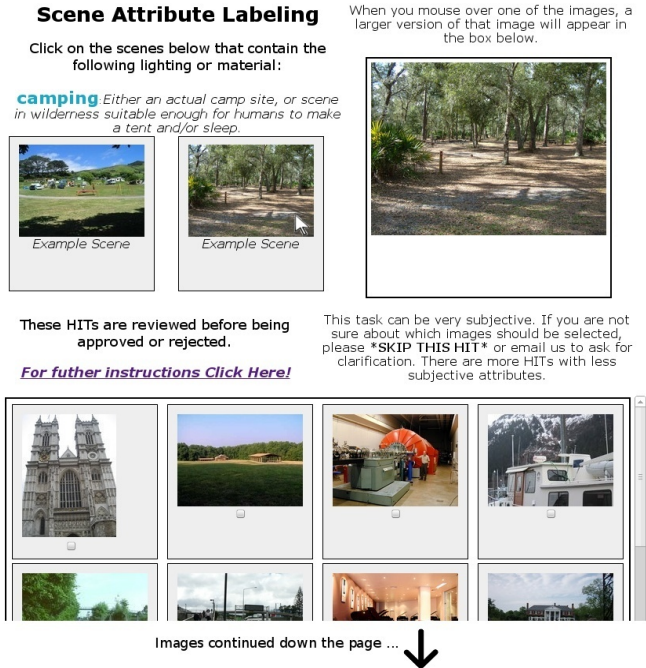 Scene Attribute Labeling
Click on the scenes below that contain the
following lighting or material:
camping:Either an actual camp site, or scene
in wilderness suitable enough for humans to make
a tent and/or sleep.
Example Scene
Example Scene
When you mouse over one of the images, a
larger version of that image will appear in
the box below.
These HITs are reviewed before being
approved or rejected.
For futher instructions Click Here!
This task can be very subjective. If you are not
sure about which images should be selected,
please *SKIP THIS HIT* or email us to ask for
clarification. There are more HITs with less
subjective attributes.
Images continued down the page ...